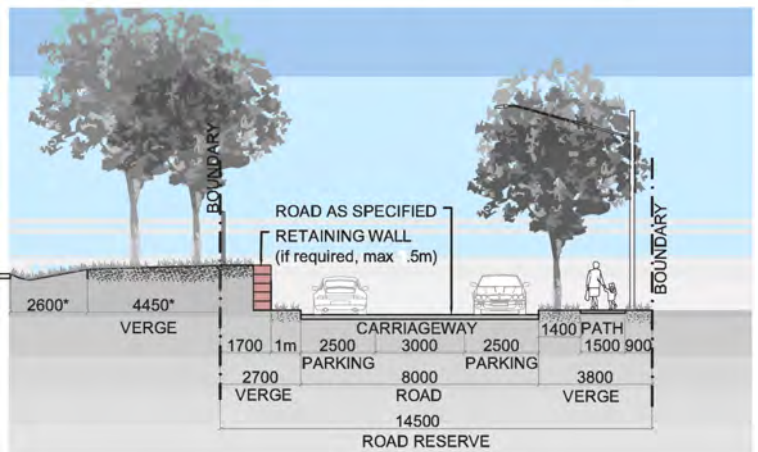 BOUNDARY
ROAD AS SPECIFIED
RETAINING WALL
(if required, max .5m)
BOUNDARY
2600* 4450*
VERGE
CARRIAGEWAY
1400 PATH
1700 1m 2500 3000 2500 1500 900
PARKING PARKING
2700 8000 3800
VERGE ROAD VERGE
14500
ROAD RESERVE